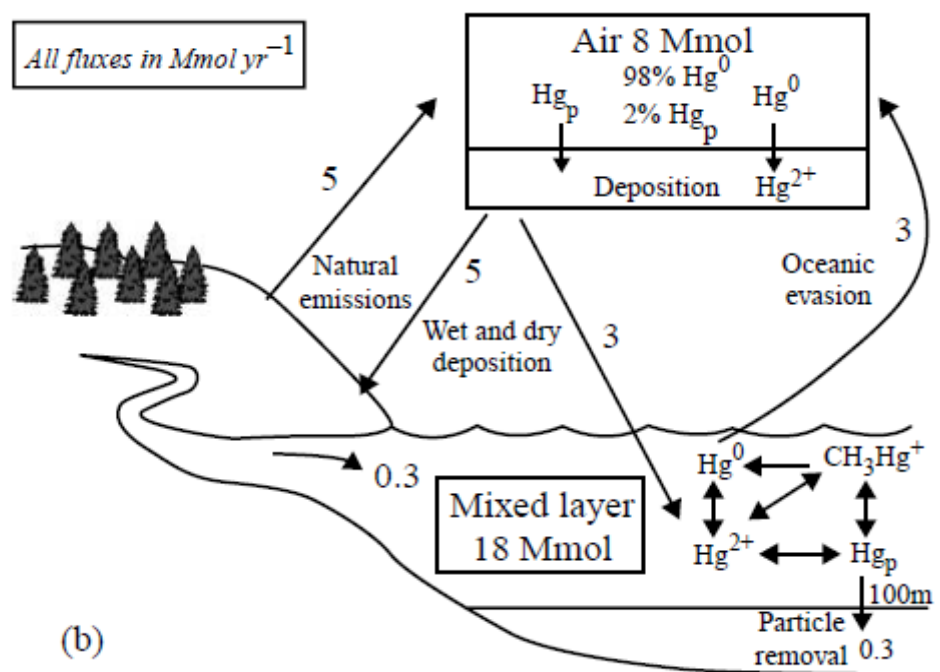 All fluxes in Mmol yr⁻¹
Air 8 Mmol
98% Hg⁰
Hgₚ
Hg⁰
2% Hgₚ
Deposition
Hg²⁺
5
Natural
emissions
5
Wet and dry
deposition
3
Oceanic
evasion
3
0.3
Mixed layer
18 Mmol
Hg⁰
CH₃Hg⁺
Hg²⁺
Hgₚ
100m
Particle
removal
0.3
(b)